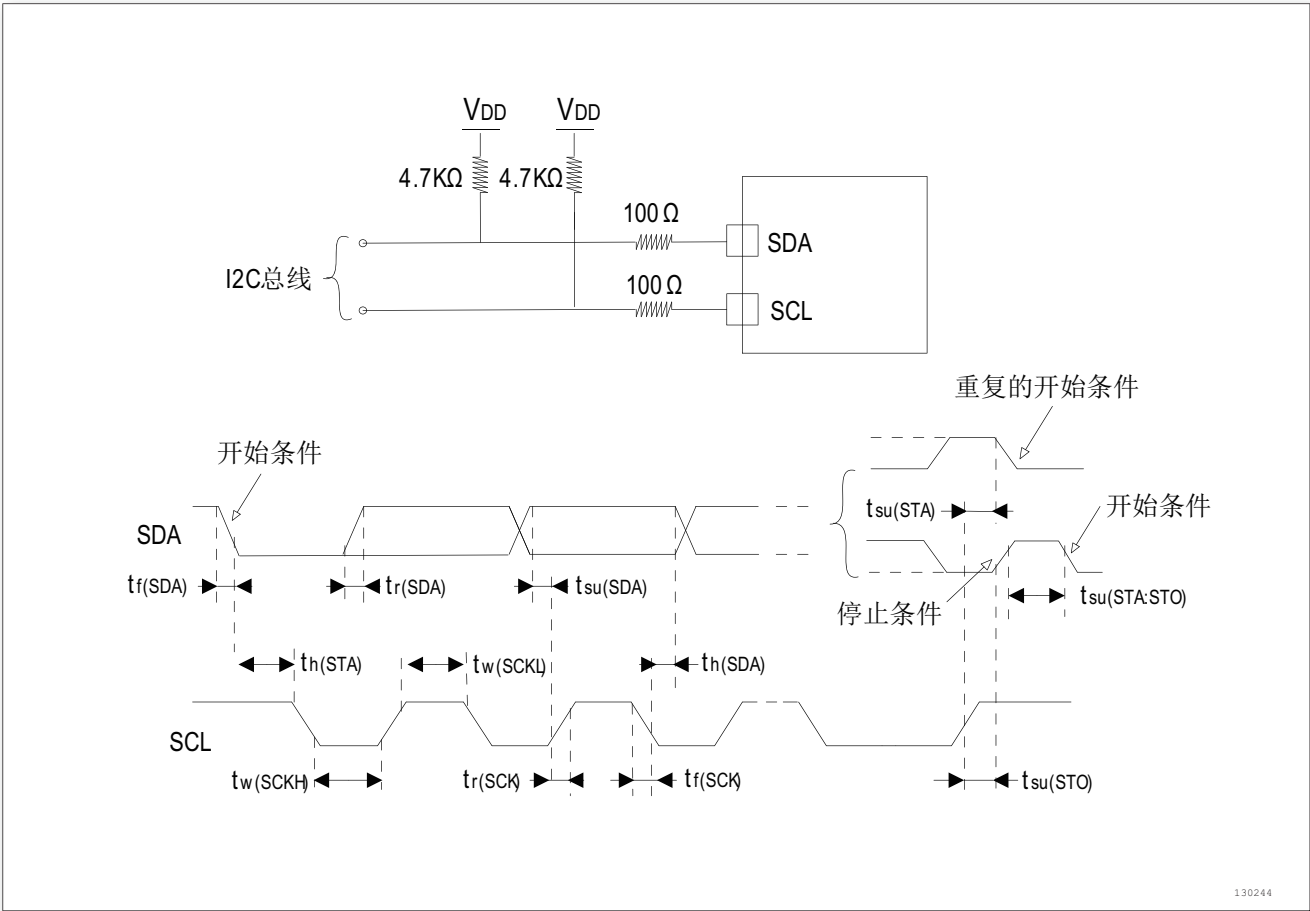 VDD VDD
4.7KΩ 4.7KΩ
100 Ω
SDA
I2C总线
100 Ω
SCL
重复的开始条件
开始条件
tsu(STA)
开始条件
SDA
tf(SDA)
tr(SDA)
tsu(SDA)
停止条件
tsu(STA:STO)
th(STA)
tw(SCKL)
th(SDA)
SCL
tw(SCKH)
tr(SCK)
tf(SCK)
tsu(STO)
130244